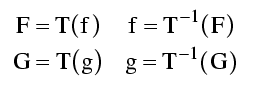 F = T(f) f = T⁻¹(F)
G = T(g) g = T⁻¹(G)